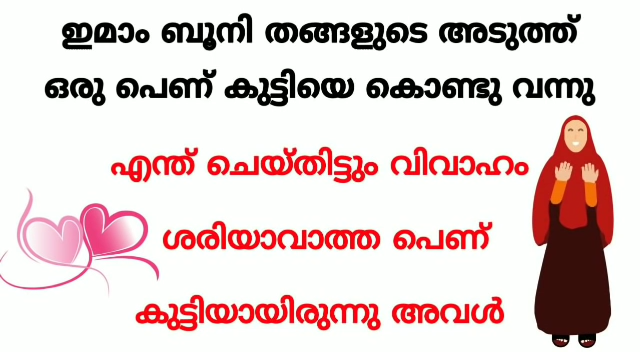 ഇമാം ബൂനി തങ്ങളുടെ അടുത്ത്
ഒരു പെണ് കുട്ടിയെ കൊണ്ടു വന്നു
എന്ത് ചെയ്തിട്ടും വിവാഹം
ശരിയാവാത്ത പെണ്
കുട്ടിയായിരുന്നു അവൾ